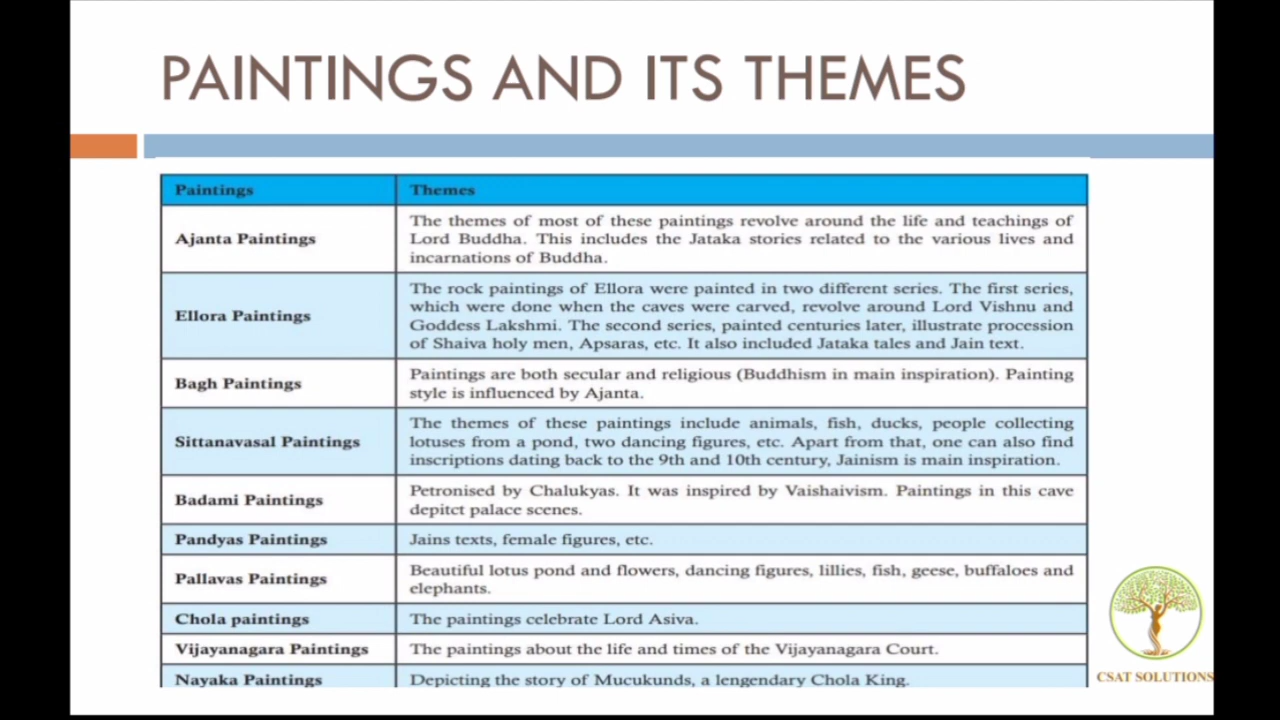 PAINTINGS AND ITS THEMES
Paintings Themes
Ajanta Paintings
The themes of most of these paintings revolve around the life and teachings of
Lord Buddha. This includes the Jataka stories related to the various lives and
incarnations of Buddha.
Ellora Paintings
The rock paintings of Ellora were painted in two different series. The first series,
which were done when the caves were carved, revolve around Lord Vishnu and
Goddess Lakshmi. The second series, painted centuries later, illustrate procession
of Shaiva holy men, Apsaras, etc. It also included Jataka tales and Jain text.
Bagh Paintings
Paintings are both secular and religious (Buddhism in main inspiration). Painting
style is influenced by Ajanta.
Sittanavasal Paintings
The themes of these paintings include animals, fish, ducks, people collecting
lotuses from a pond, two dancing figures, etc. Apart from that, one can also find
inscriptions dating back to the 9th and 10th century, Jainism is main inspiration.
Badami Paintings
Petronised by Chalukyas. It was inspired by Vaishaivism. Paintings in this cave
depitct palace scenes.
Pandyas Paintings
Jains texts, female figures, etc.
Pallavas Paintings
Beautiful lotus pond and flowers, dancing figures, lillies, fish, geese, buffaloes and
elephants.
Chola paintings
The paintings celebrate Lord Asiva.
Vijayanagara Paintings
The paintings about the life and times of the Vijayanagara Court.
Nayaka Paintings
Depicting the story of Mucukunds, a lengendary Chola King.
CSAT SOLUTIONS